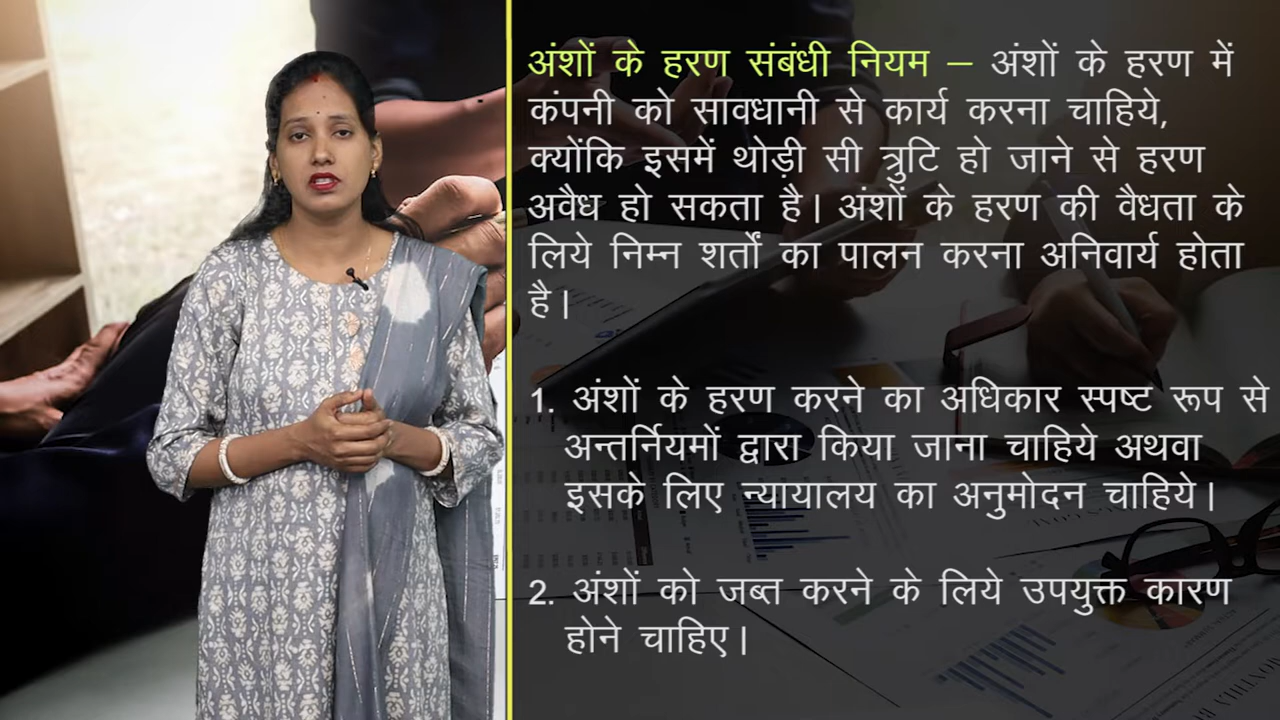 अंशों के हरण संबंधी नियम – अंशों के हरण में
कंपनी को सावधानी से कार्य करना चाहिये,
क्योंकि इसमें थोड़ी सी त्रुटि हो जाने से हरण
अवैध हो सकता है। अंशों के हरण की वैधता के
लिये निम्न शर्तों का पालन करना अनिवार्य होता
है।
1. अंशों के हरण करने का अधिकार स्पष्ट रूप से
अन्तर्नियमों द्वारा किया जाना चाहिये अथवा
इसके लिए न्यायालय का अनुमोदन चाहिये।
2. अंशों को जब्त करने के लिये उपयुक्त कारण
होने चाहिए।